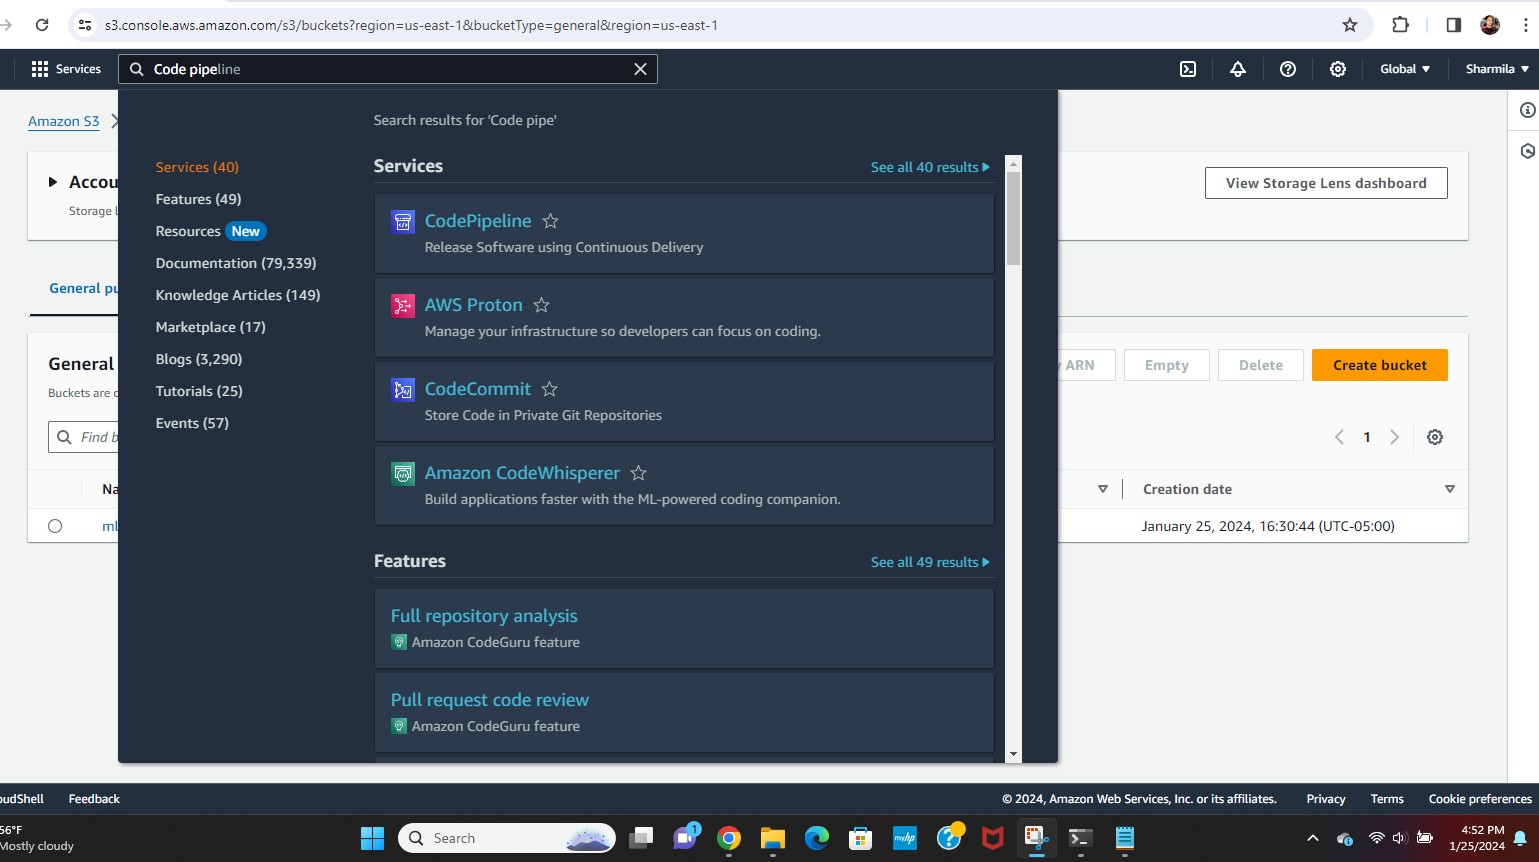 s3.console.aws.amazon.com/s3/buckets?region=us-east-1&bucketType=general&region=us-east-1
Services
Code pipeline
Global
Sharmila
Amazon S3
Search results for 'Code pipe'
Services (40)
Features (49)
Resources New
Documentation (79,339)
Knowledge Articles (149)
Marketplace (17)
Blogs (3,290)
Tutorials (25)
Events (57)
Services
See all 40 results
CodePipeline
Release Software using Continuous Delivery
AWS Proton
Manage your infrastructure so developers can focus on coding.
CodeCommit
Store Code in Private Git Repositories
Amazon CodeWhisperer
Build applications faster with the ML-powered coding companion.
Features
See all 49 results
Full repository analysis
Amazon CodeGuru feature
Pull request code review
Amazon CodeGuru feature
Accou
Storage L
View Storage Lens dashboard
General pu
General
Buckets are
ARN
Empty
Delete
Create bucket
Find b
1
Na
Creation date
ml
January 25, 2024, 16:30:44 (UTC-05:00)
oudShell
Feedback
© 2024, Amazon Web Services, Inc. or its affiliates.
Privacy
Terms
Cookie preferences
56°F
Mostly cloudy
Search
1
myhp
4:52 PM
1/25/2024